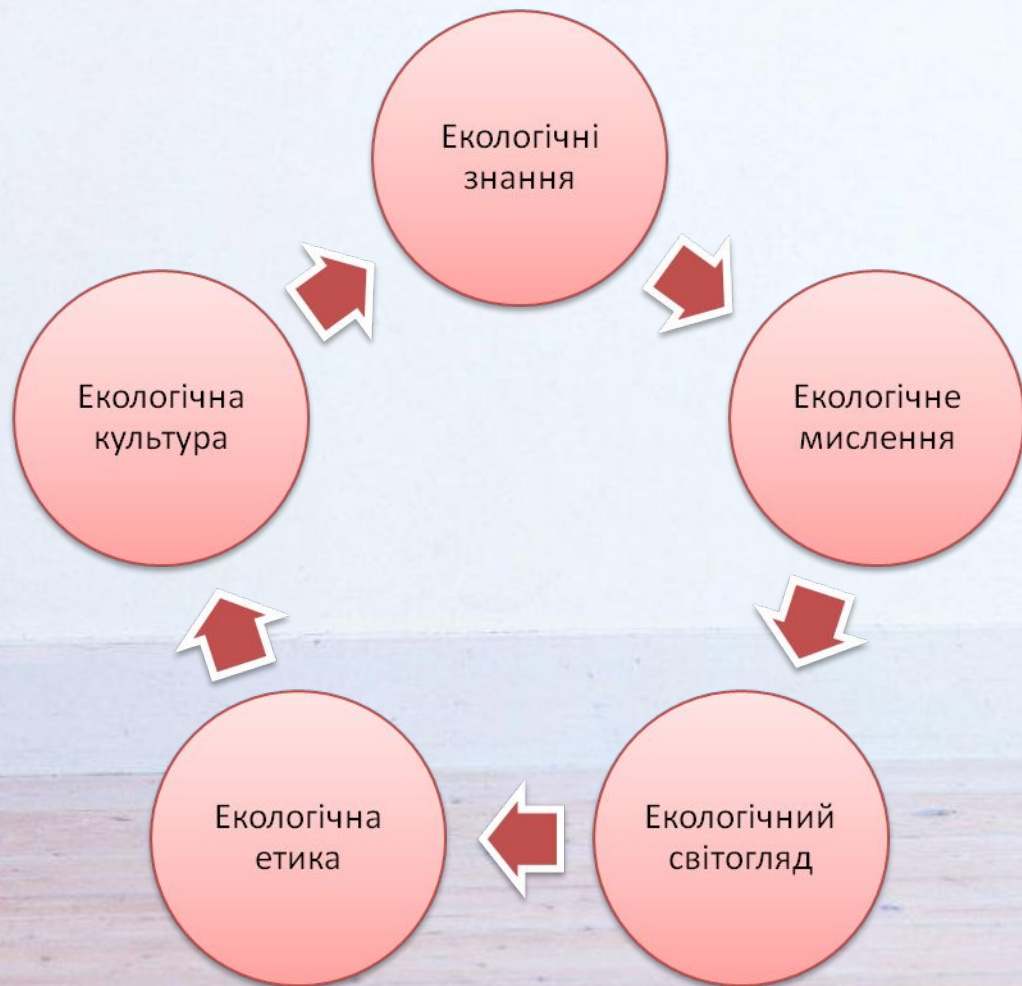 Екологічні
знання
Екологічне
мислення
Екологічний
світогляд
Екологічна
етика
Екологічна
культура